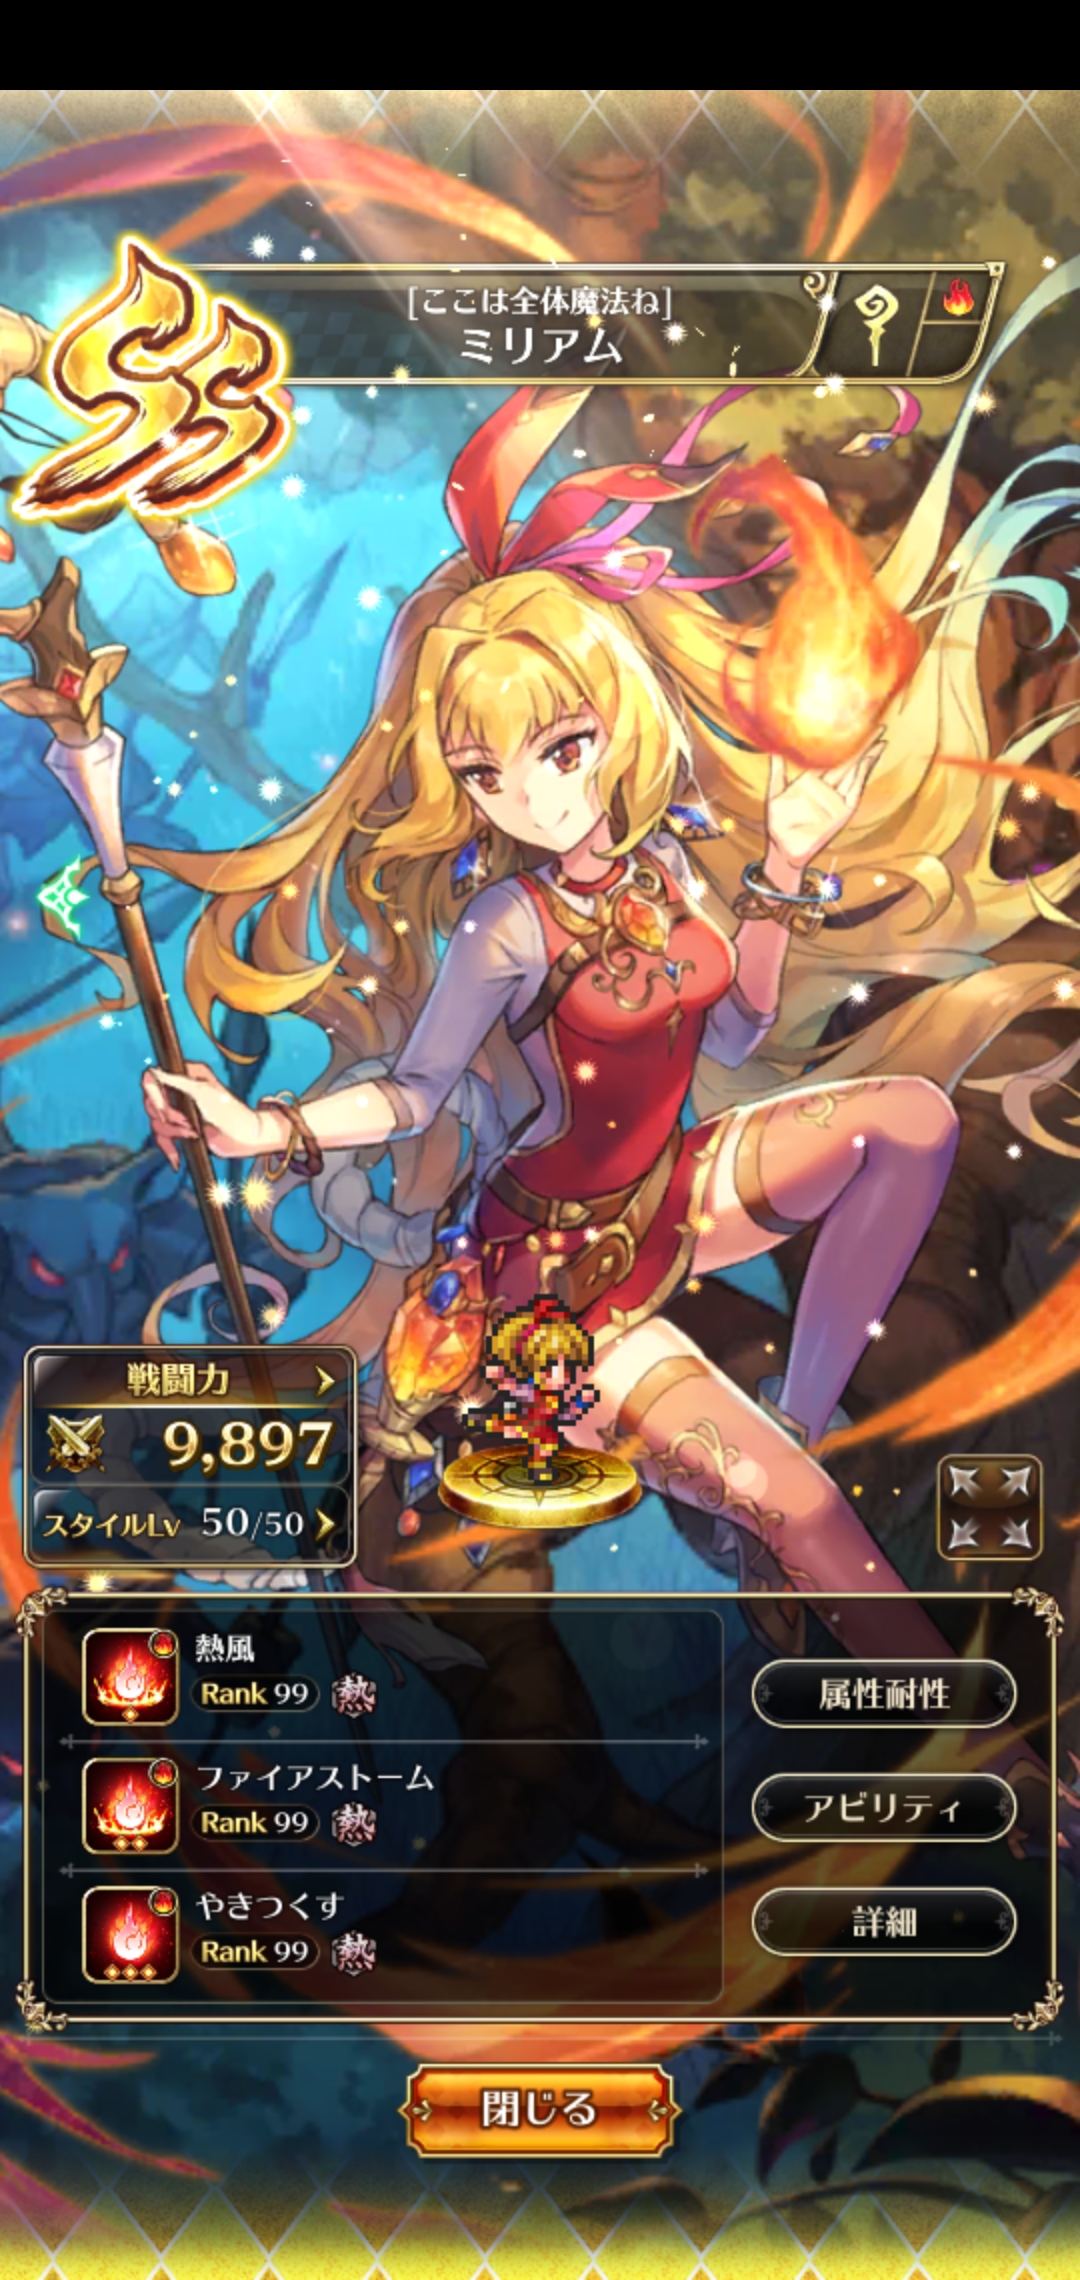 SS
[ここは全体魔法ね]
ミリアム
戦闘力
9,897
スタイルLv 50/50
熱風
Rank 99 熱
ファイアストーム
Rank 99 熱
やきつくす
Rank 99 熱
属性耐性
アビリティ
詳細
閉じる